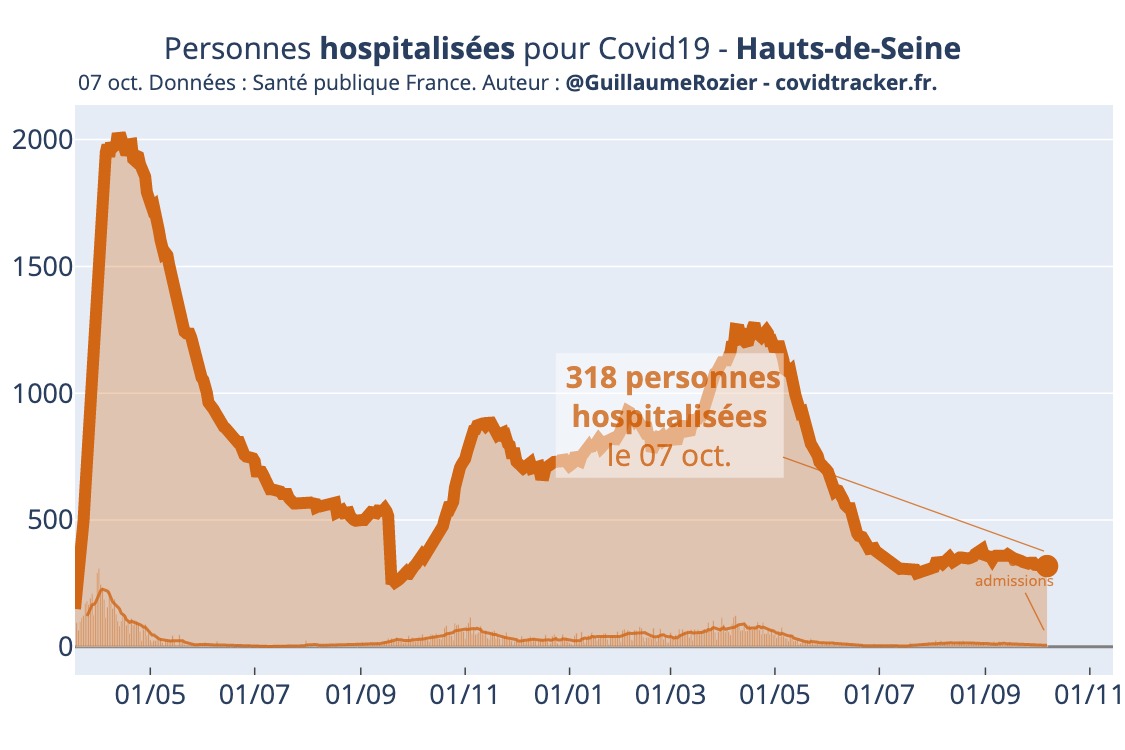 Personnes hospitalisées pour Covid19 - Hauts-de-Seine
07 oct. Données : Santé publique France. Auteur : @GuillaumeRozier - covidtracker.fr.
2000
1500
1000
500
0
318 personnes
hospitalisées
le 07 oct.
admissions
01/05 01/07 01/09 01/11 01/01 01/03 01/05 01/07 01/09 01/11